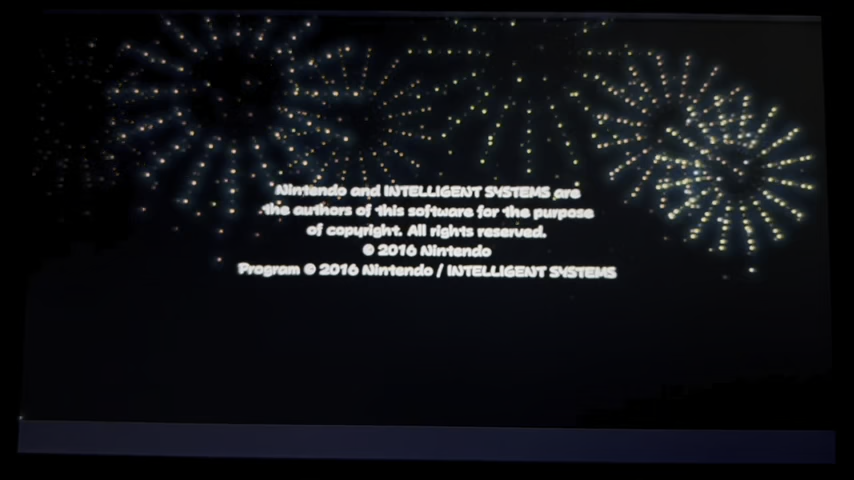 Nintendo and INTELLIGENT SYSTEMS are
the authors of this software for the purpose
of copyright. All rights reserved.
© 2016 Nintendo
Program © 2016 Nintendo / INTELLIGENT SYSTEMS